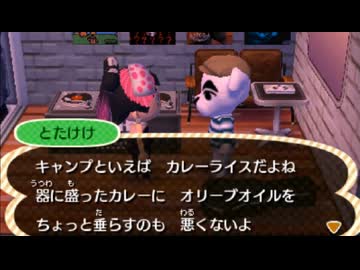 とたけけ
キャンプといえば カレーライスだよね
器に盛ったカレーに オリーブオイルを
ちょっと垂らすのも 悪くないよ